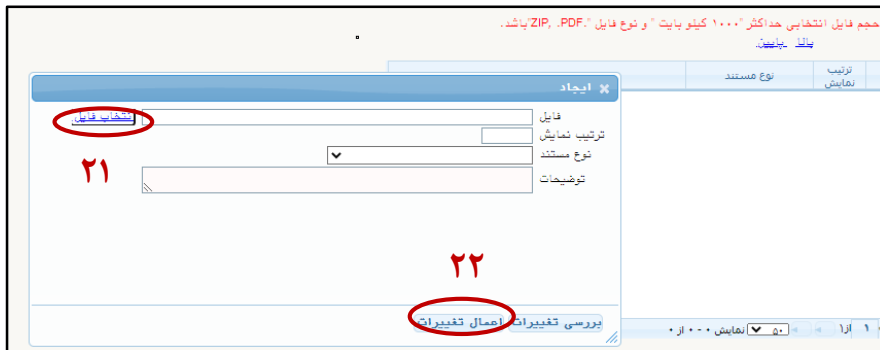 حجم فایل انتخابی حداکثر "۱۰۰۰ کیلو بایت " و نوع فایل ".ZIP, .PDF"باشد.
بالا پایین
ترتیب نمایش
نوع مستند
ایجاد
فایل
انتخاب فایل
ترتیب نمایش
نوع مستند
توضیحات
۲۱
۲۲
بررسی تغییرات
اعمال تغییرات
۱ از۱
۵۰
نمایش ۰ - ۰ از ۰